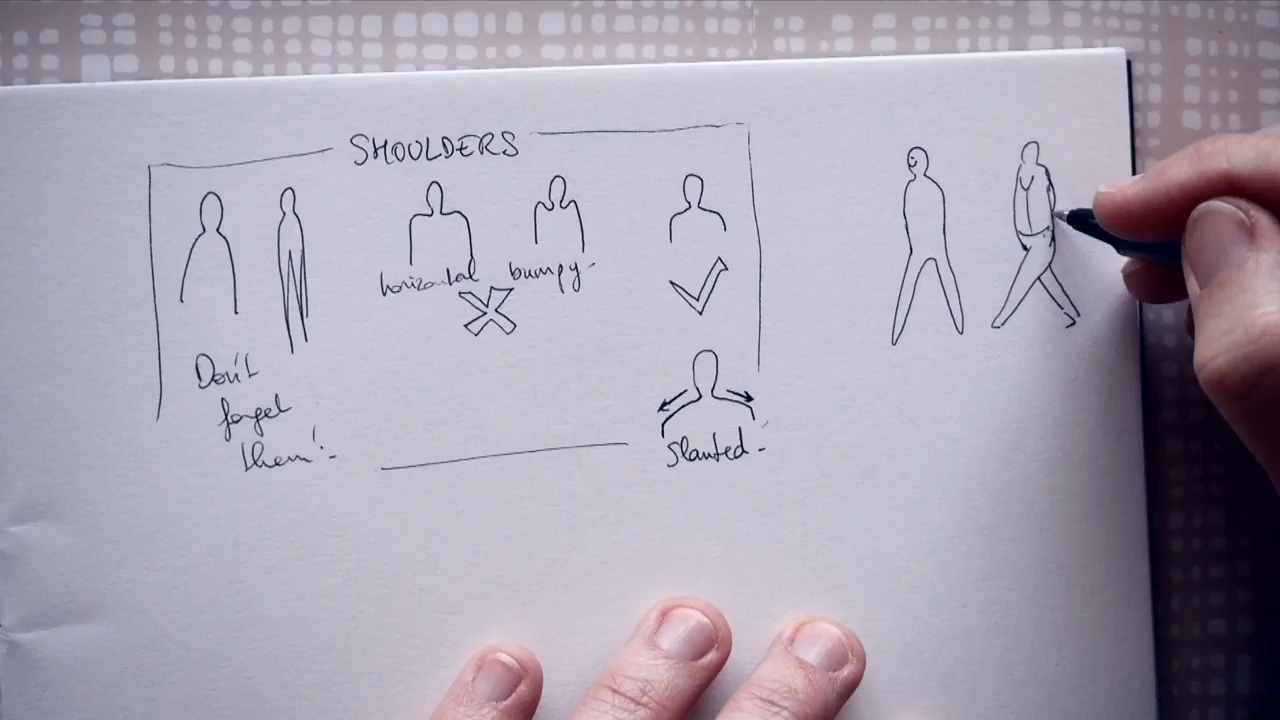 SHOULDERS
horizontal bumpy
Don't
forget
them!
Slanted